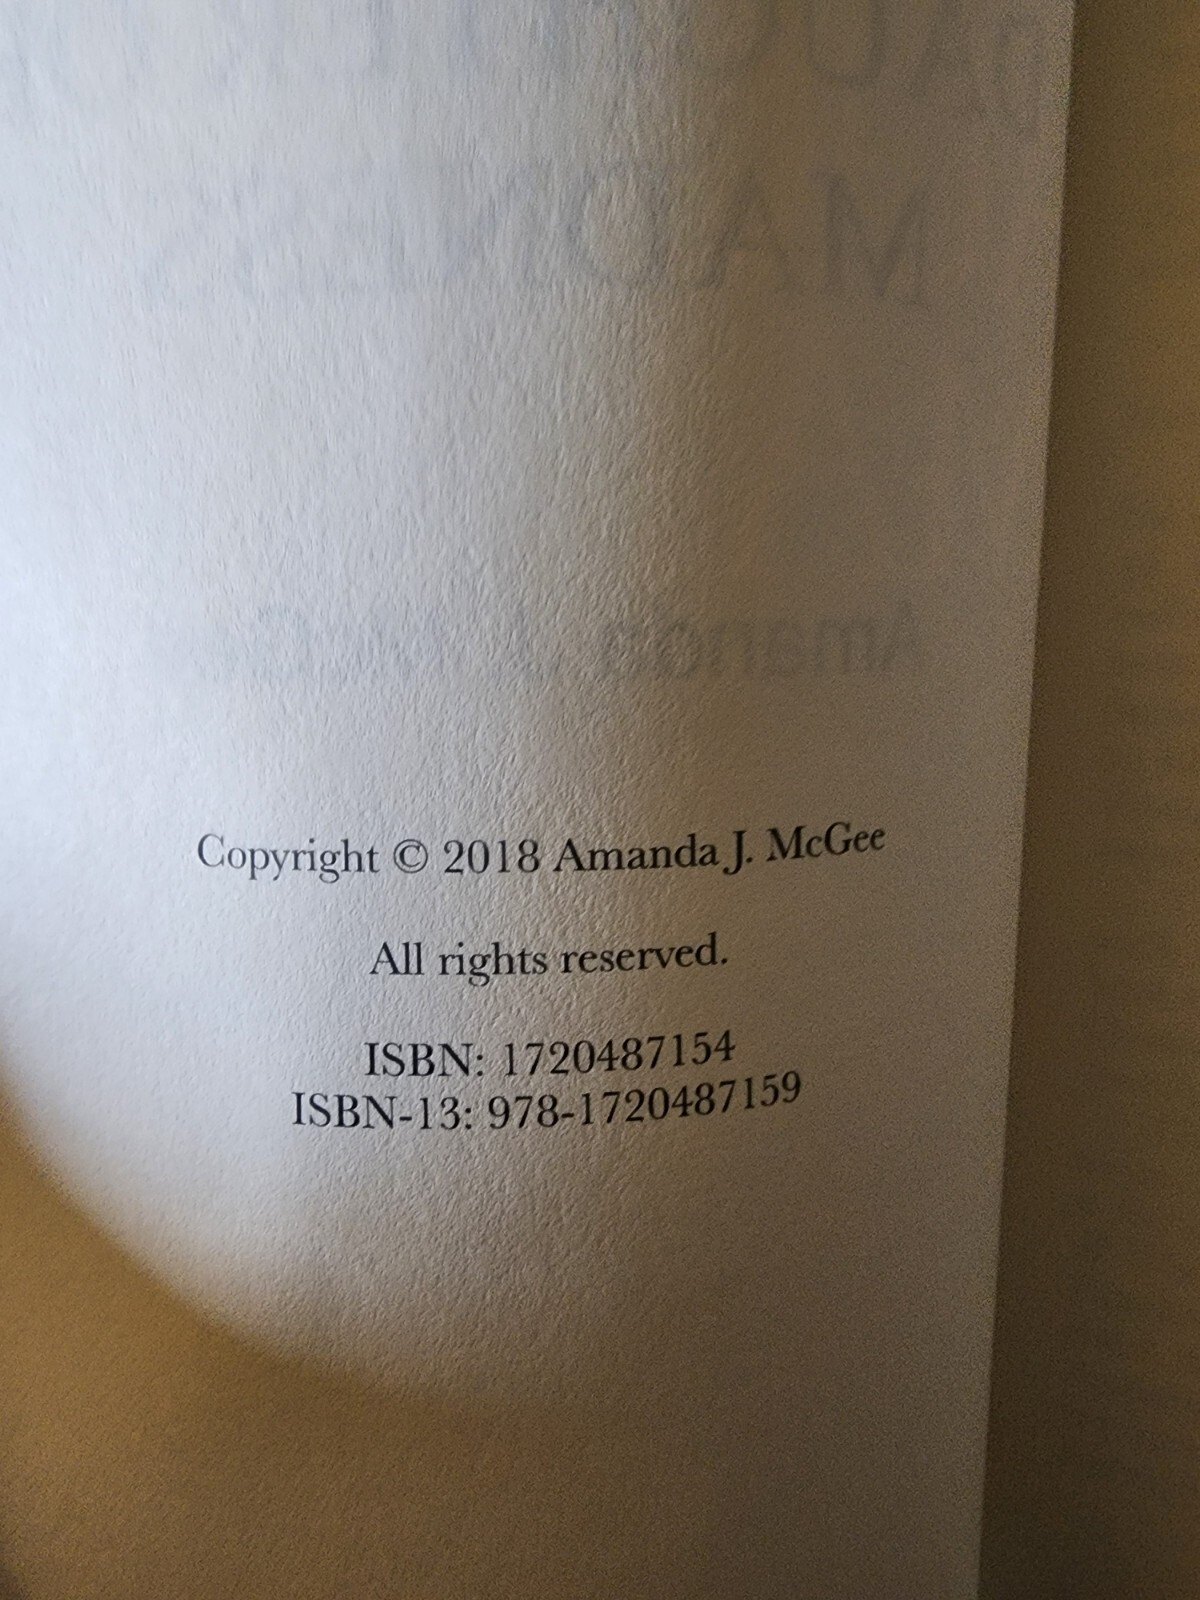 Copyright © 2018 Amanda J. McGee
All rights reserved.
ISBN: 1720487154
ISBN-13: 978-1720487159